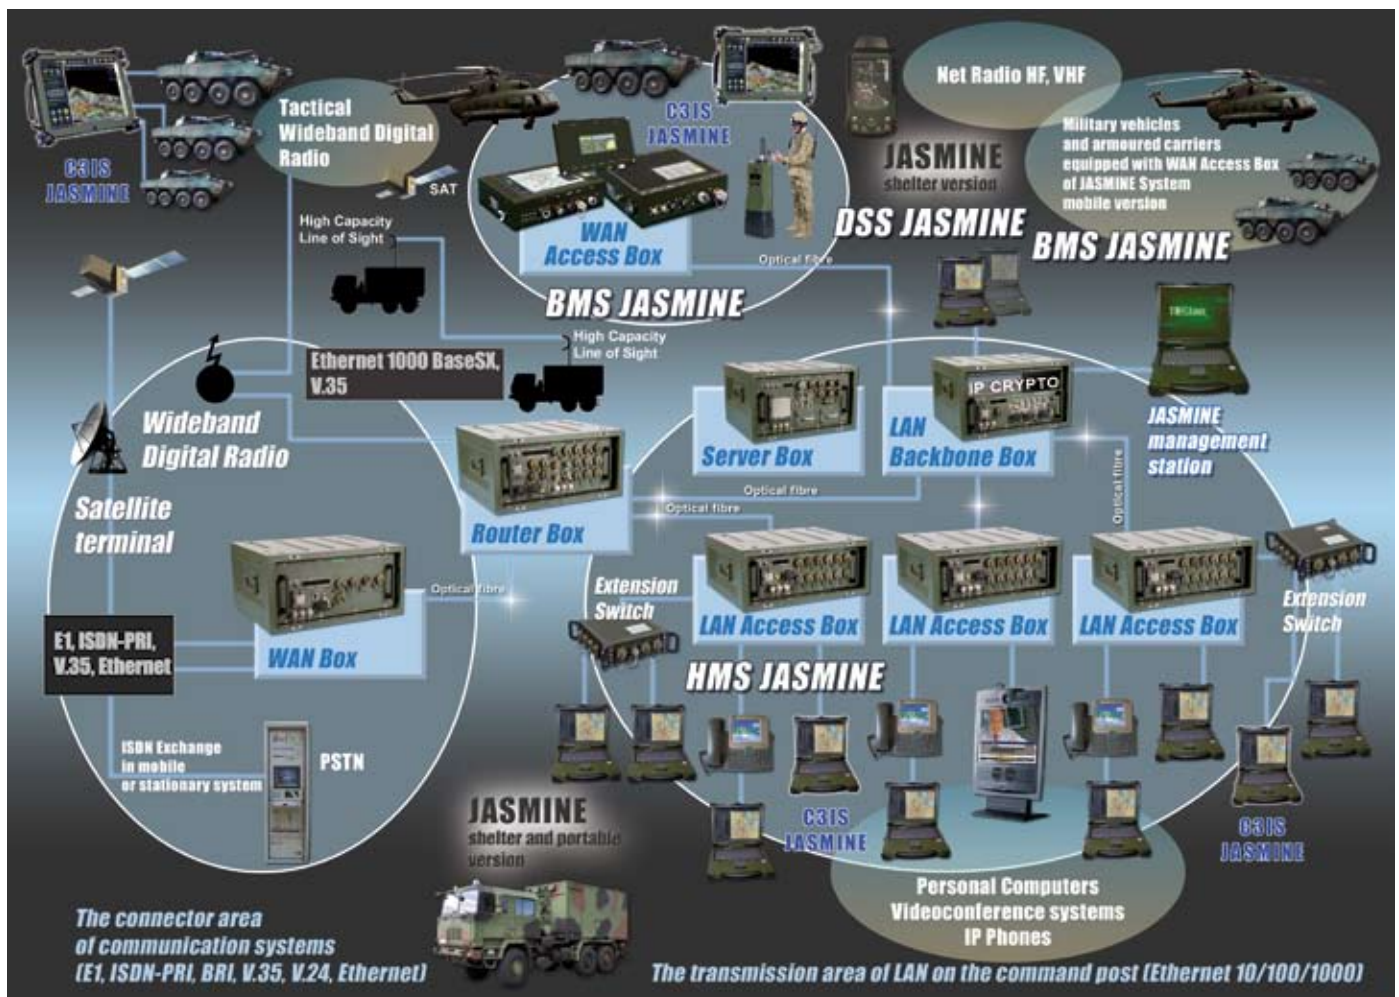 C3IS
JASMINE
Tactical
Wideband Digital
Radio
SAT
High Capacity
Line of Sight
C3IS
JASMINE
WAN
Access Box
BMS JASMINE
Optical fibre
JASMINE
shelter version
DSS JASMINE
Net Radio HF, VHF
Military vehicles
and armoured carriers
equipped with WAN Access Box
of JASMINE System
mobile version
BMS JASMINE
High Capacity
Line of Sight
Ethernet 1000 BaseSX,
V.35
Wideband
Digital Radio
Satellite
terminal
Router Box
Server Box
IP CRYPTO
LAN
Backbone Box
JASMINE
management
station
Optical fibre
Optical fibre
Optical fibre
Optical fibre
WAN Box
E1, ISDN-PRI,
V.35, Ethernet
Extension
Switch
LAN Access Box
LAN Access Box
LAN Access Box
Extension
Switch
HMS JASMINE
ISDN Exchange
in mobile
or stationary system
PSTN
JASMINE
shelter and portable
version
C3IS
JASMINE
C3IS
JASMINE
Personal Computers
Videoconference systems
IP Phones
The connector area
of communication systems
(E1, ISDN-PRI, BRI, V.35, V.24, Ethernet)
The transmission area of LAN on the command post (Ethernet 10/100/1000)